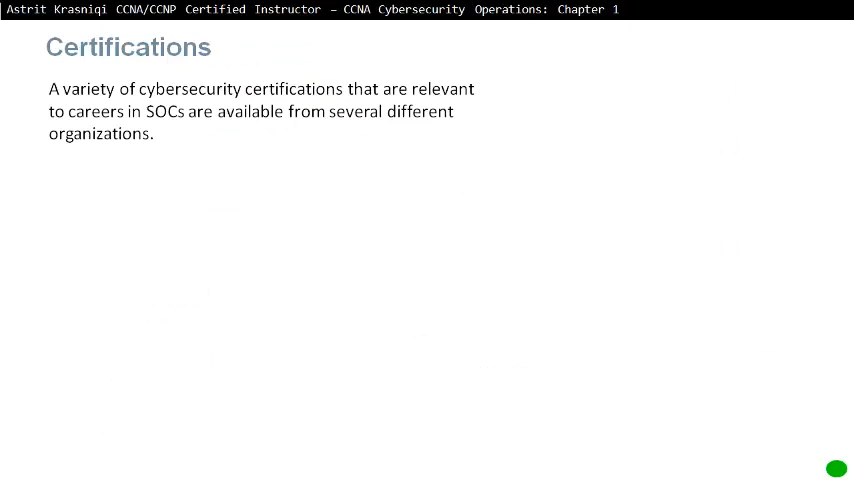 Astrit Krasniqi CCNA/CCNP Certified Instructor – CCNA Cybersecurity Operations: Chapter 1
Certifications
A variety of cybersecurity certifications that are relevant
to careers in SOCs are available from several different
organizations.